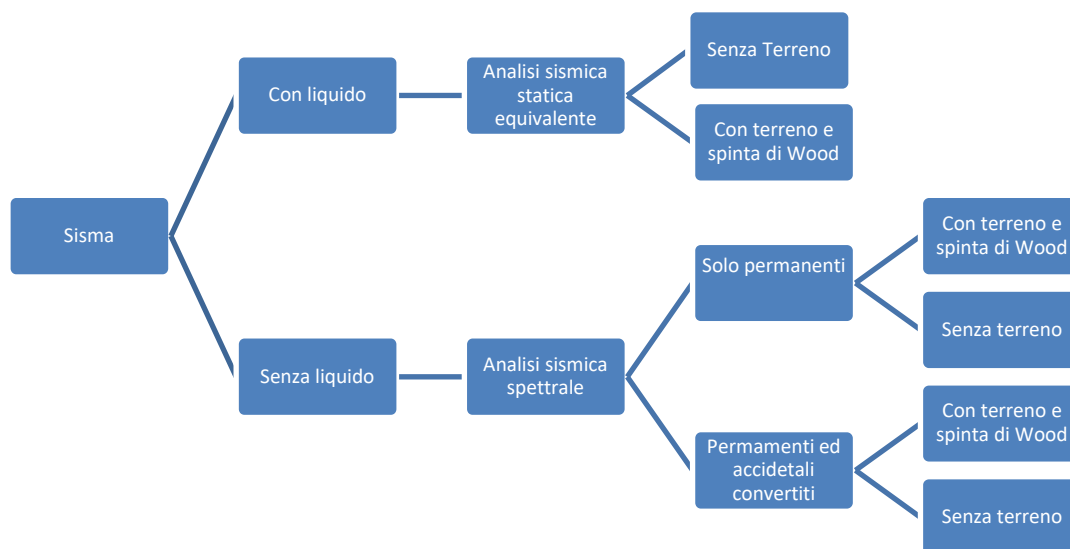 Sisma
Con liquido
Analisi sismica
statica
equivalente
Senza Terreno
Con terreno e
spinta di Wood
Senza liquido
Analisi sismica
spettrale
Solo permanenti
Con terreno e
spinta di Wood
Senza terreno
Permamenti ed
accidetali
convertiti
Con terreno e
spinta di Wood
Senza terreno